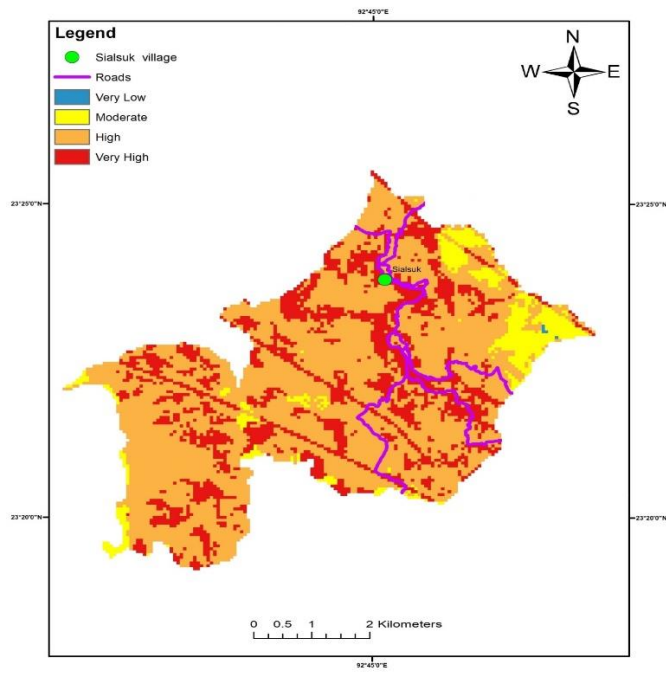 92°45'0"E
Legend
Sialsuk village
Roads
Very Low
Moderate
High
Very High
N
W E
S
23°25'0"N 23°25'0"N
Sialsuk
23°20'0"N 23°20'0"N
0 0.5 1 2 Kilometers
92°45'0"E